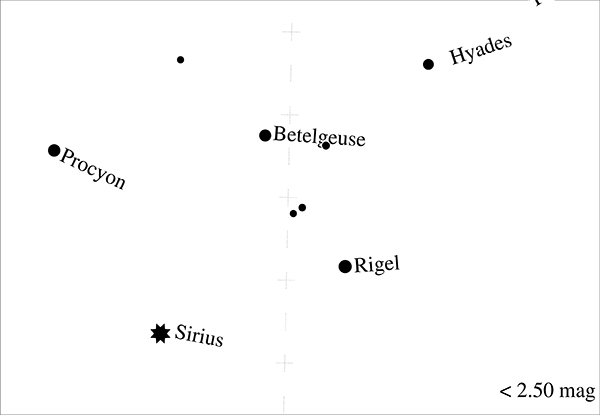 Hyades
Betelgeuse
Procyon
Rigel
Sirius
< 2.50 mag